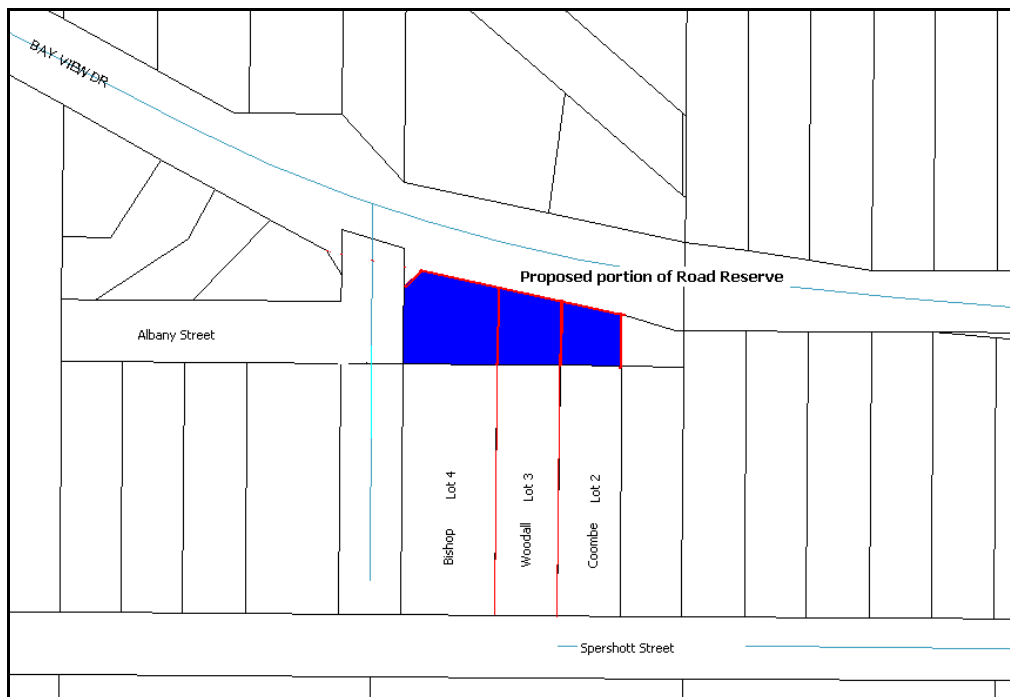 BAY VIEW DR
Proposed portion of Road Reserve
Albany Street
Bishop Lot 4
Woodall Lot 3
Coombe Lot 2
Spershott Street